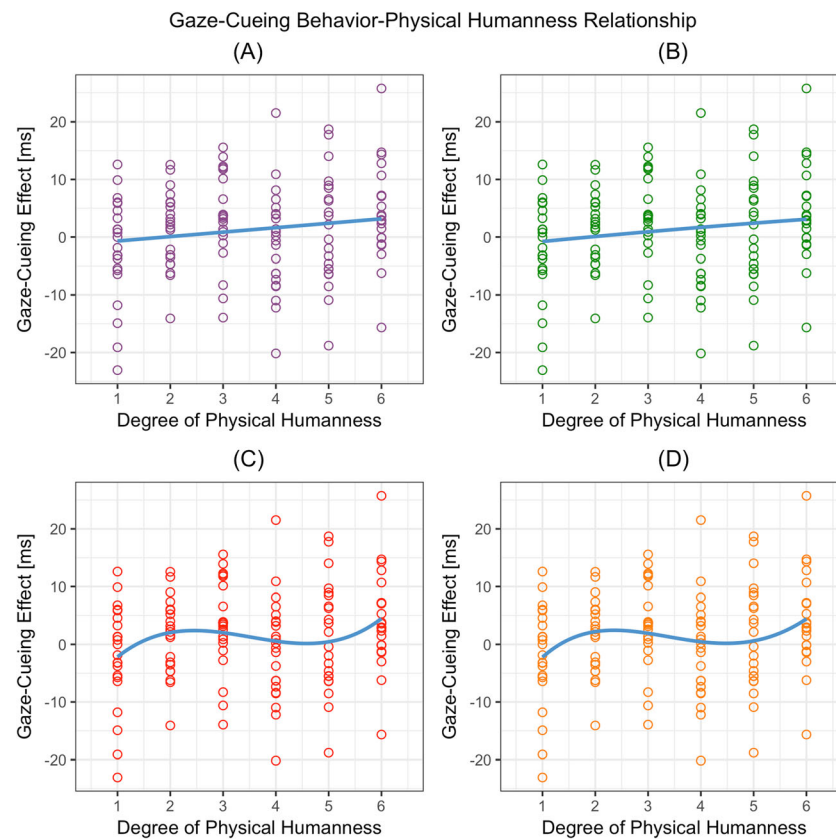 Gaze-Cueing Behavior-Physical Humanness Relationship
(A)
Gaze-Cueing Effect [ms]
20
10
0
-10
-20
1 2 3 4 5 6
Degree of Physical Humanness
(B)
Gaze-Cueing Effect [ms]
20
10
0
-10
-20
1 2 3 4 5 6
Degree of Physical Humanness
(C)
Gaze-Cueing Effect [ms]
20
10
0
-10
-20
1 2 3 4 5 6
Degree of Physical Humanness
(D)
Gaze-Cueing Effect [ms]
20
10
0
-10
-20
1 2 3 4 5 6
Degree of Physical Humanness